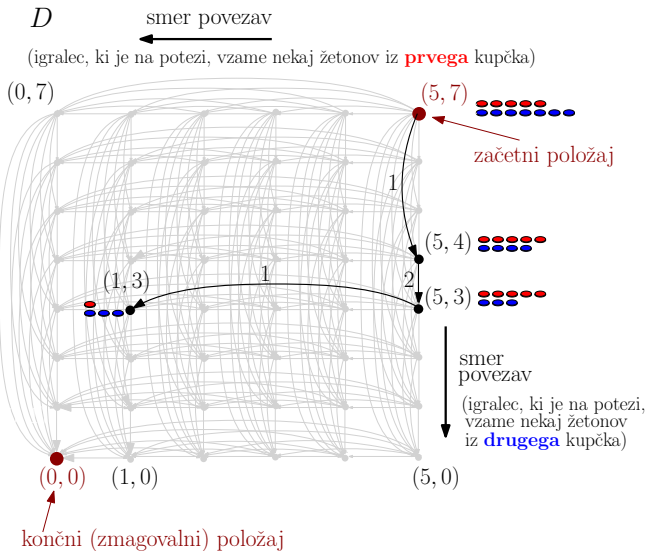 D
smer povezav
(igralec, ki je na potezi, vzame nekaj žetonov iz prvega kupčka)
(0, 7)
(5, 7)
začetni položaj
1
(5, 4)
2
(1, 3)
1
(5, 3)
smer
povezav
(igralec, ki je na potezi,
vzame nekaj žetonov
iz drugega kupčka)
(0, 0)
(1, 0)
(5, 0)
končni (zmagovalni) položaj